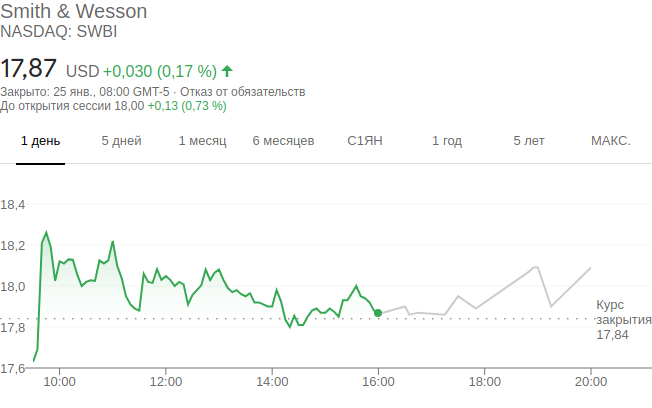 Smith & Wesson
NASDAQ: SWBI
17,87 USD +0,030 (0,17 %)
Закрыто: 25 янв., 08:00 GMT-5 · Отказ от обязательств
До открытия сессии 18,00 +0,13 (0,73 %)
1 день 5 дней 1 месяц 6 месяцев С1ЯН 1 год 5 лет МАКС.
18,4
18,2
18,0
17,8
17,6
Курс
закрытия
17,84
10:00 12:00 14:00 16:00 18:00 20:00